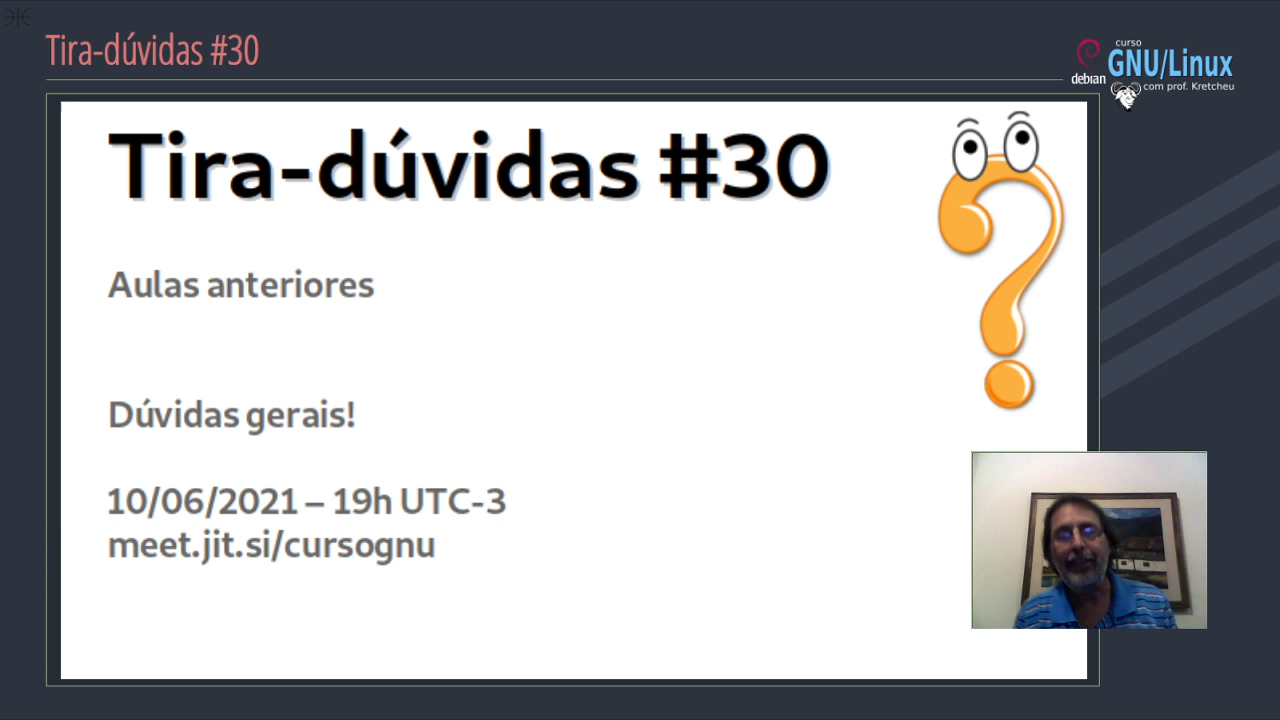 Tira-dúvidas #30
curso
GNU/Linux
debian
com prof. Kretcheu
Tira-dúvidas #30
Aulas anteriores
Dúvidas gerais!
10/06/2021 – 19h UTC-3
meet.jit.si/cursognu